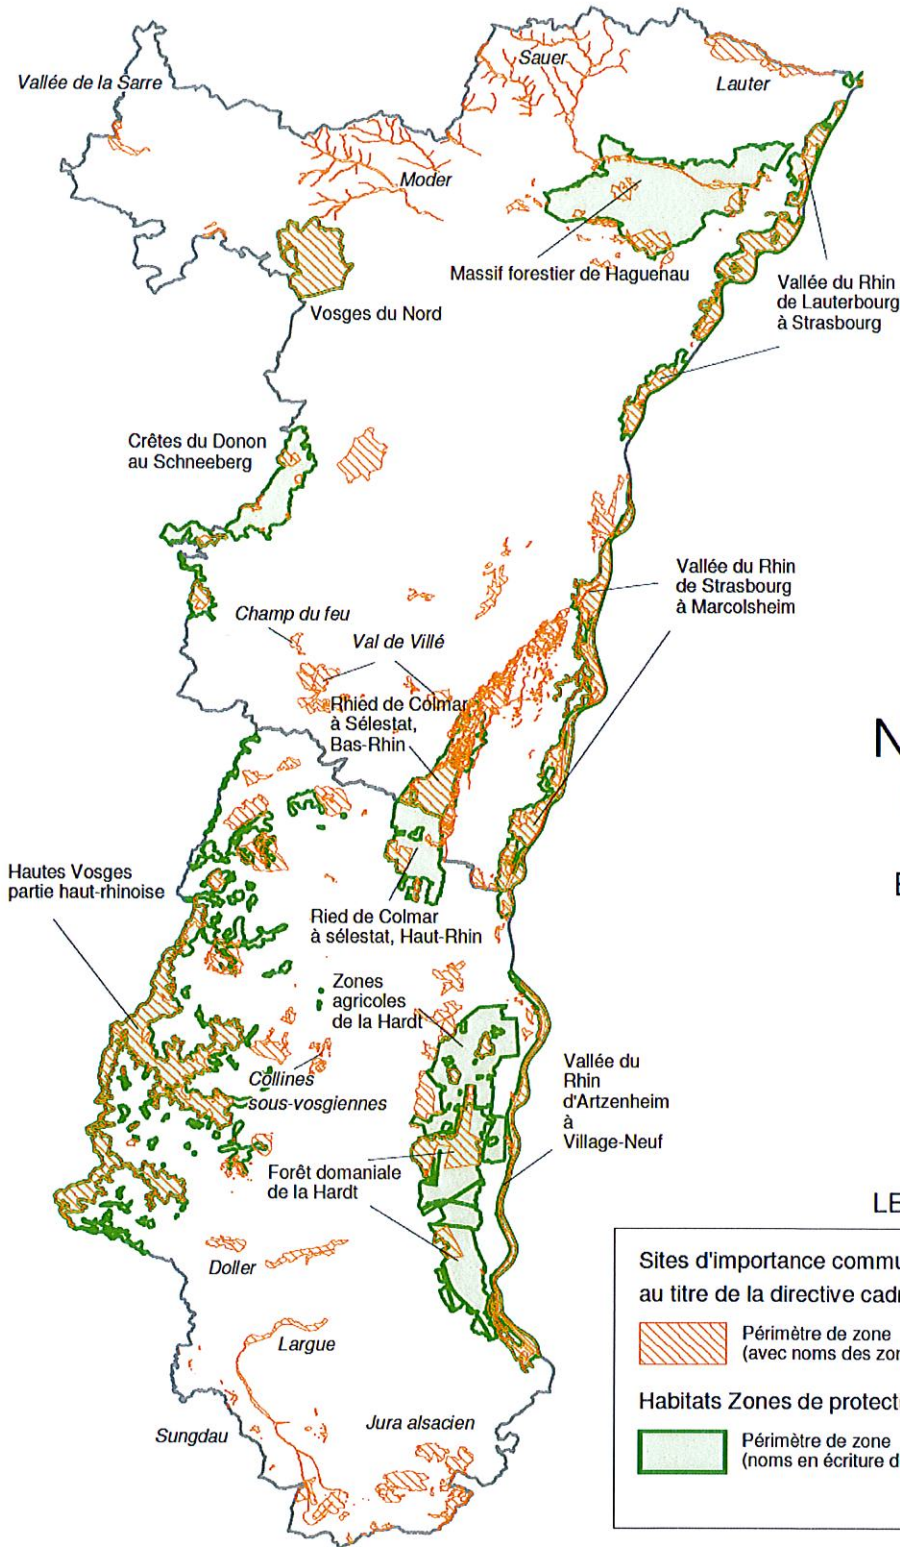 Sauer
Vallée de la Sarre
Lauter
Moder
Massif forestier de Haguenau
Vallée du Rhin
de Lauterbourg
à Strasbourg
Vosges du Nord
Crêtes du Donon
au Schneeberg
Vallée du Rhin
de Strasbourg
à Marcolsheim
Champ du feu
Val de Villé
Rhied de Colmar
à Sélestat,
Bas-Rhin
N
Hautes Vosges
partie haut-rhinoise
E
Ried de Colmar
à sélestat, Haut-Rhin
Zones
agricoles
de la Hardt
Collines
sous-vosgiennes
Vallée du
Rhin
d'Artzenheim
à
Village-Neuf
Forêt domaniale
de la Hardt
LE
Doller
Largue
Sungdau
Jura alsacien
Sites d'importance commu
au titre de la directive cadr
Périmètre de zone
(avec noms des zon
Habitats Zones de protect
Périmètre de zone
(noms en écriture d